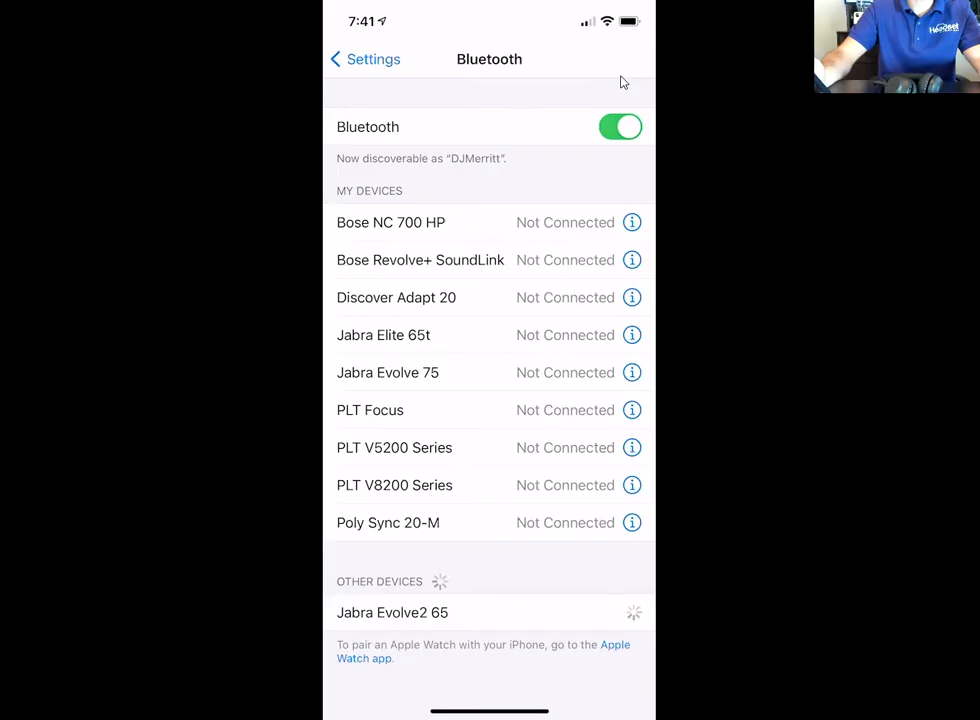 7:41
Settings
Bluetooth
Headset
Bluetooth
Now discoverable as “DJMerritt”.
MY DEVICES
Bose NC 700 HP Not Connected
Bose Revolve+ SoundLink Not Connected
Discover Adapt 20 Not Connected
Jabra Elite 65t Not Connected
Jabra Evolve 75 Not Connected
PLT Focus Not Connected
PLT V5200 Series Not Connected
PLT V8200 Series Not Connected
Poly Sync 20-M Not Connected
OTHER DEVICES
Jabra Evolve2 65
To pair an Apple Watch with your iPhone, go to the Apple
Watch app.